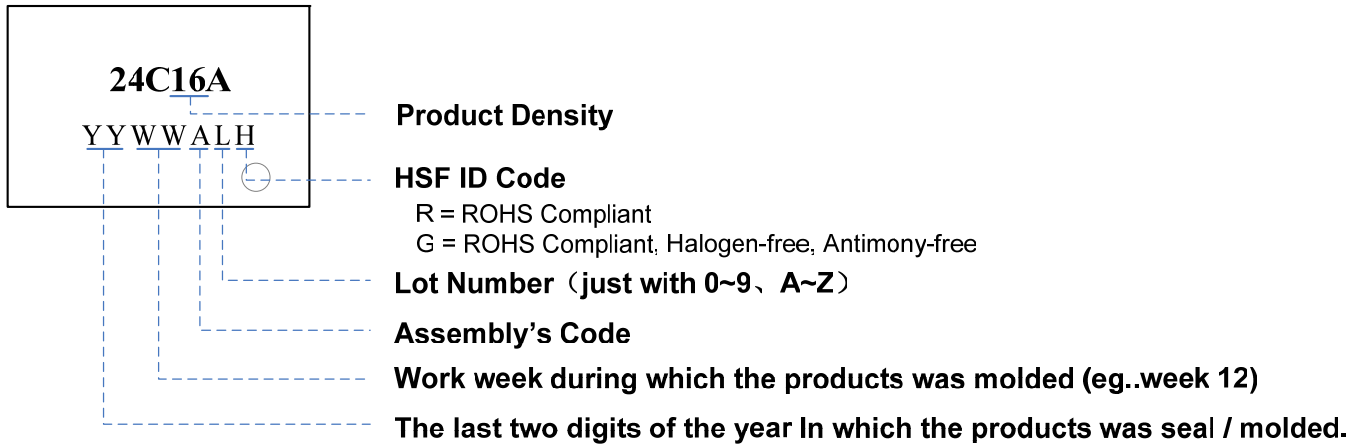 24C16A
YYWWALH
Product Density
HSF ID Code
R = ROHS Compliant
G = ROHS Compliant, Halogen-free, Antimony-free
Lot Number（just with 0~9、A~Z）
Assembly's Code
Work week during which the products was molded (eg..week 12)
The last two digits of the year In which the products was seal / molded.